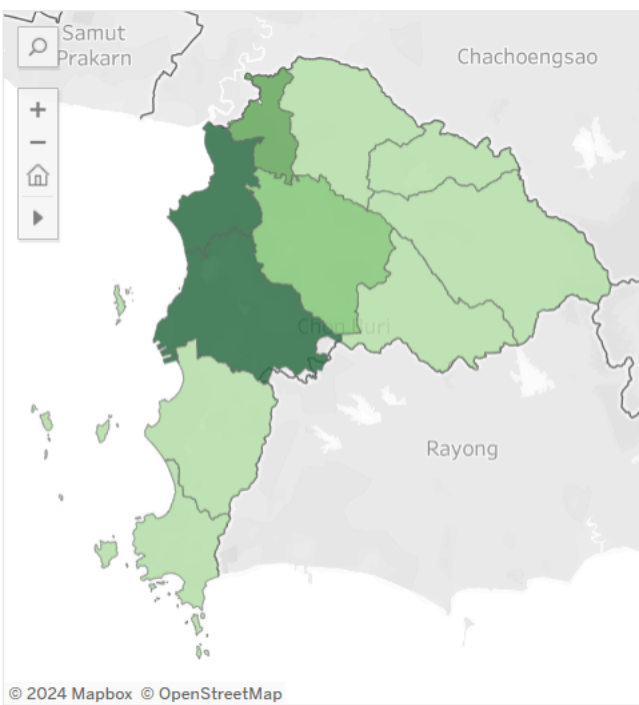 Samut
Prakarn
Chachoengsao
Chon Buri
Rayong
© 2024 Mapbox © OpenStreetMap